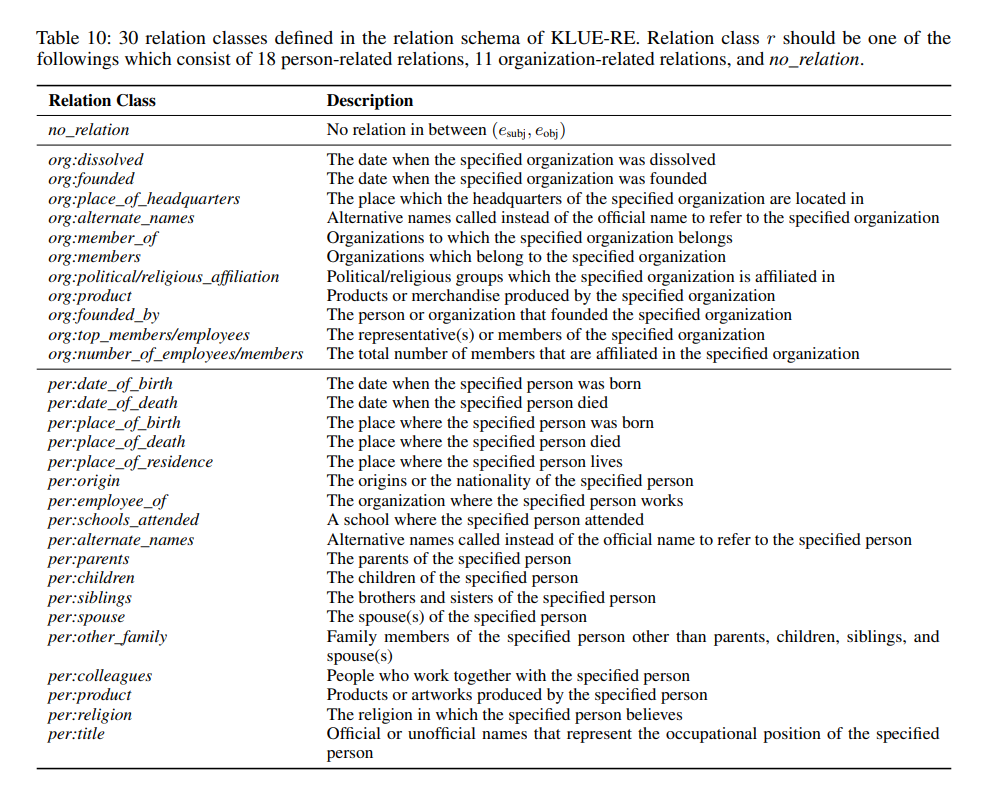 Table 10: 30 relation classes defined in the relation schema of KLUE-RE. Relation class r should be one of the
followings which consist of 18 person-related relations, 11 organization-related relations, and no_relation.
Relation Class Description
no_relation No relation in between (e_subj, e_obj)
org:dissolved The date when the specified organization was dissolved
org:founded The date when the specified organization was founded
org:place_of_headquarters The place which the headquarters of the specified organization are located in
org:alternate_names Alternative names called instead of the official name to refer to the specified organization
org:member_of Organizations to which the specified organization belongs
org:members Organizations which belong to the specified organization
org:political/religious_affiliation Political/religious groups which the specified organization is affiliated in
org:product Products or merchandise produced by the specified organization
org:founded_by The person or organization that founded the specified organization
org:top_members/employees The representative(s) or members of the specified organization
org:number_of_employees/members The total number of members that are affiliated in the specified organization
per:date_of_birth The date when the specified person was born
per:date_of_death The date when the specified person died
per:place_of_birth The place where the specified person was born
per:place_of_death The place where the specified person died
per:place_of_residence The place where the specified person lives
per:origin The origins or the nationality of the specified person
per:employee_of The organization where the specified person works
per:schools_attended A school where the specified person attended
per:alternate_names Alternative names called instead of the official name to refer to the specified person
per:parents The parents of the specified person
per:children The children of the specified person
per:siblings The brothers and sisters of the specified person
per:spouse The spouse(s) of the specified person
per:other_family Family members of the specified person other than parents, children, siblings, and
spouse(s)
per:colleagues People who work together with the specified person
per:product Products or artworks produced by the specified person
per:religion The religion in which the specified person believes
per:title Official or unofficial names that represent the occupational position of the specified
person